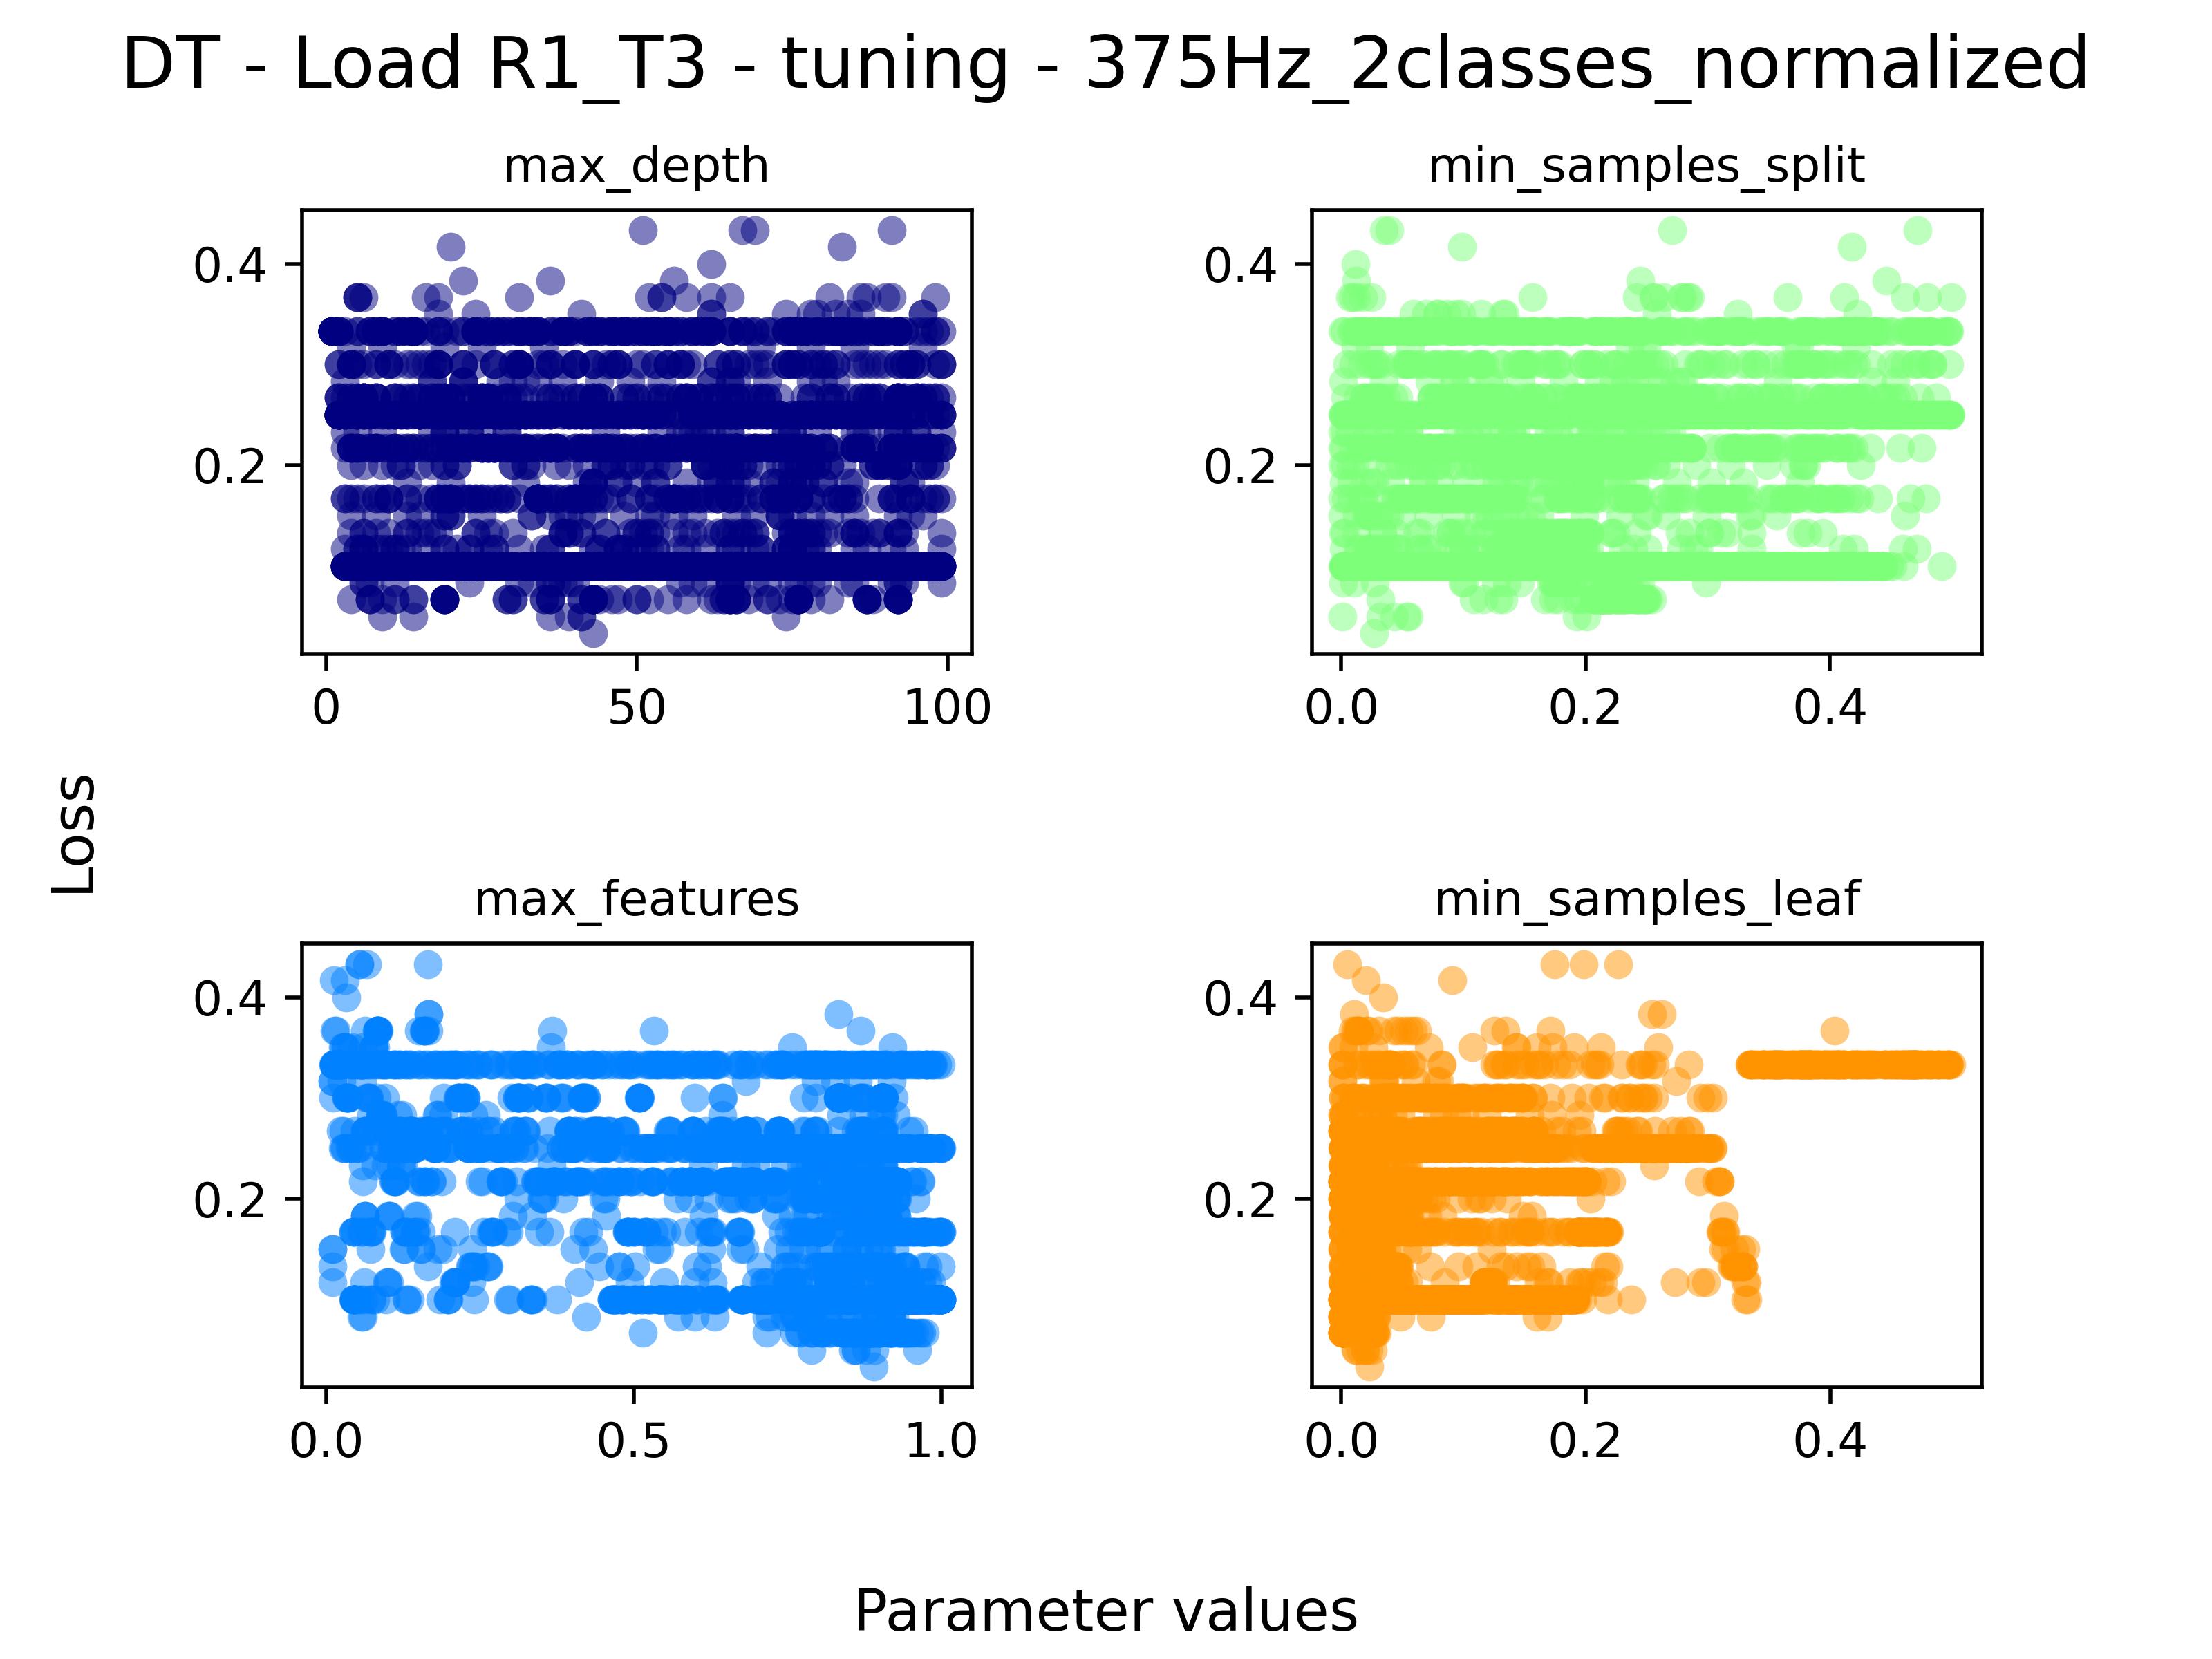 DT - Load R1_T3 - tuning - 375Hz_2classes_normalized
max_depth
min_samples_split
0.4
0.2
0
50
100
0.4
0.2
0.0
0.2
0.4
Loss
max_features
min_samples_leaf
0.4
0.2
0.0
0.5
1.0
0.4
0.2
0.0
0.2
0.4
Parameter values